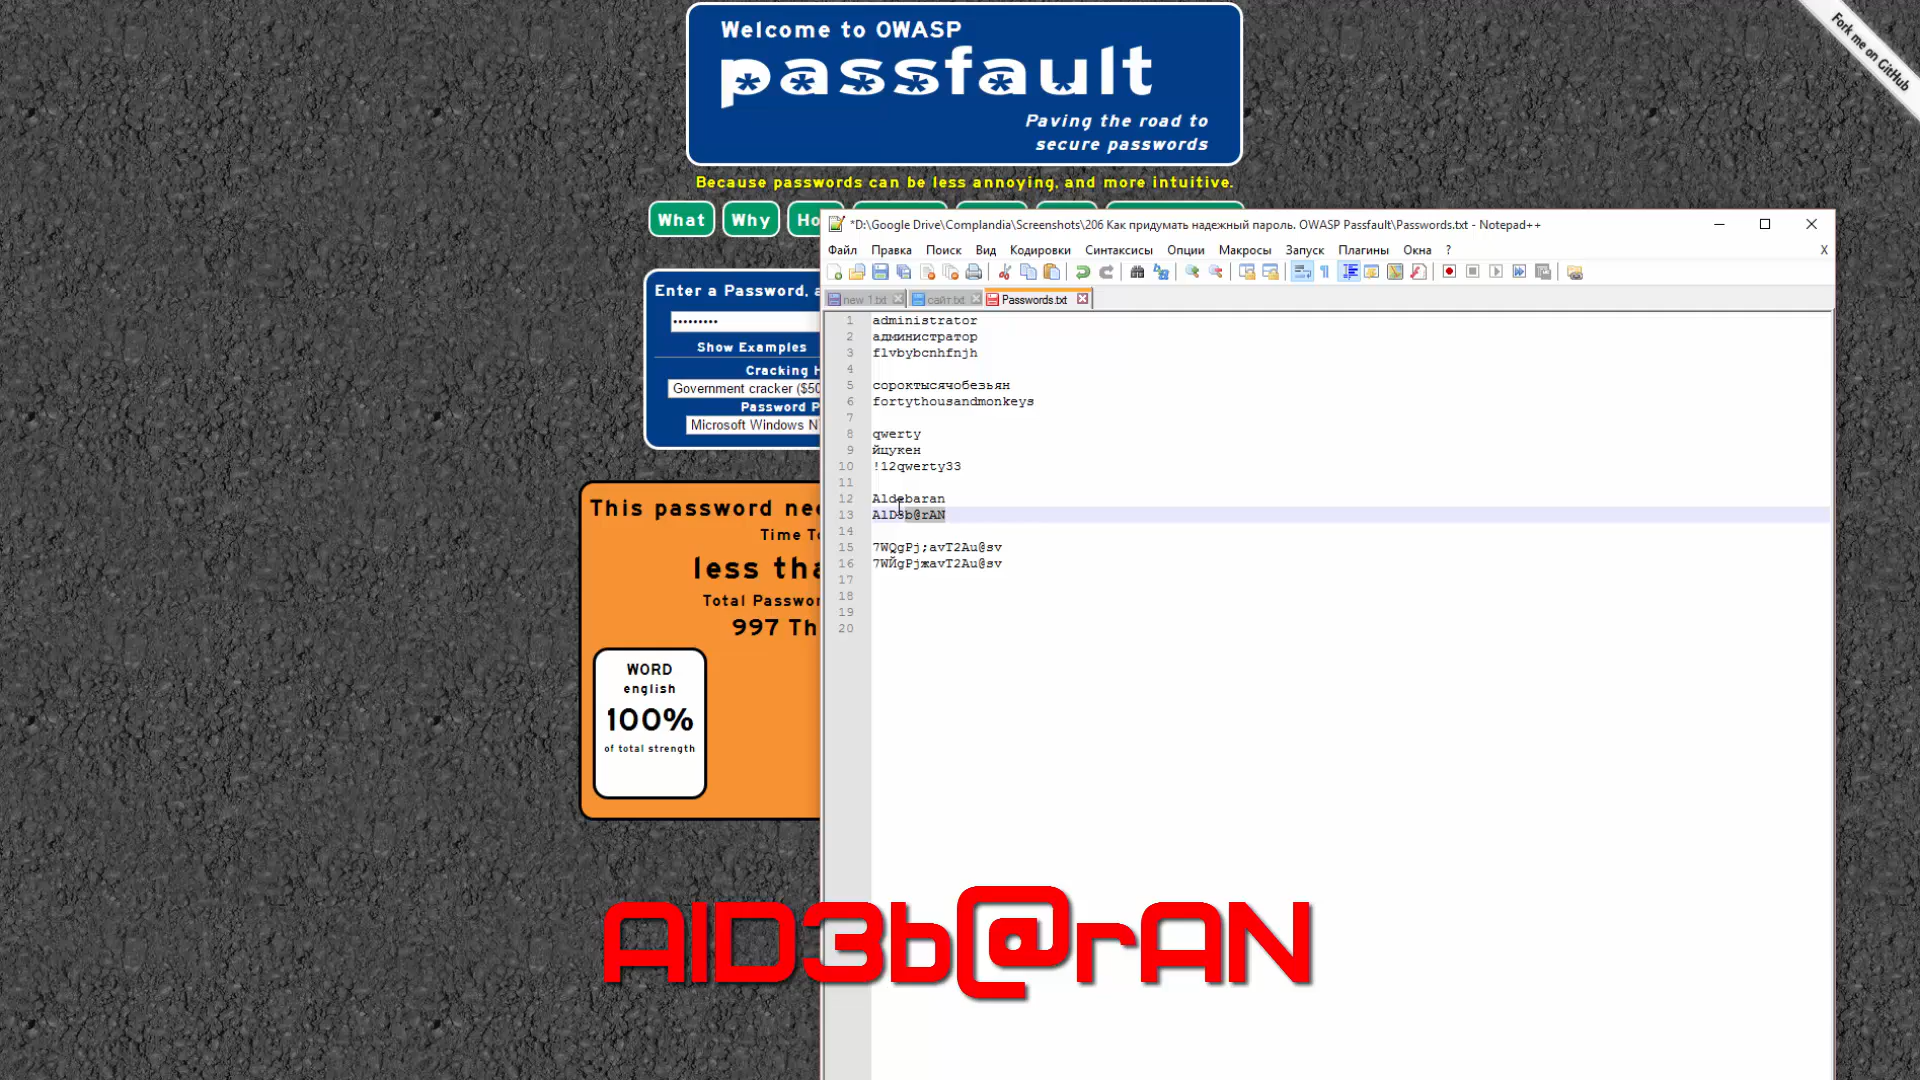 Welcome to OWASP
passfault
Paving the road to
secure passwords
Fork me on GitHub
Because passwords can be less annoying, and more intuitive.
What Why
*D:\Google Drive\Complandia\Screenshots\206 Как придумать надежный пароль. OWASP Passfault\Passwords.txt - Notepad++
Файл Правка Поиск Вид Кодировки Синтаксисы Опции Макросы Запуск Плагины Окна ? X
new 1.txt сайт.txt Passwords.txt
Enter a Password,
•••••••••
Show Examples
Cracking
Government cracker ($50
Password
Microsoft Windows
1 administrator
2 администратор
3 flvbybcnhfnjh
4
5 сороктысячобезьян
6 fortythousandmonkeys
7
8 qwerty
9 йцукен
10 !12qwerty33
11
12 Aldebaran
13 AlD3b@rAN
14
15 7WQgPj;avT2Au@sv
16 7WЙgPjжavT2Au@sv
17
18
19
20
This password
Time
less
Total
997
WORD
english
100%
of total strength
AlD3b@rAN